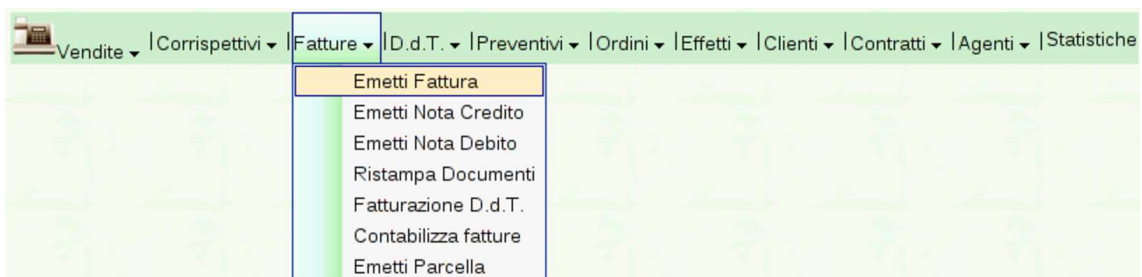 Vendite |Corrispettivi |Fatture |D.d.T. |Preventivi |Ordini |Effetti |Clienti |Contratti |Agenti |Statistiche
Emetti Fattura
Emetti Nota Credito
Emetti Nota Debito
Ristampa Documenti
Fatturazione D.d.T.
Contabilizza fatture
Emetti Parcella